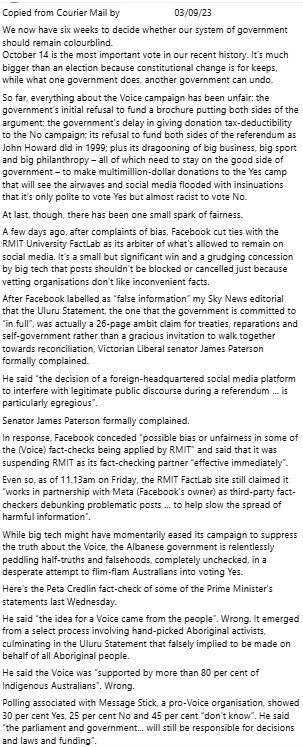 Copied from Courier Mail by 03/09/23
We now have six weeks to decide whether our system of government
should remain colourblind.
October 14 is the most important vote in our recent history. It's much
bigger than an election because constitutional change is for keeps,
while what one government does, another government can undo.
So far, everything about the Voice campaign has been unfair: the
government's initial refusal to fund a brochure putting both sides of the
argument; the government's delay in giving donation tax-deductibility
to the No campaign; its refusal to fund both sides of the referendum as
John Howard did in 1999; plus its dragooning of big business, big sport
and big philanthropy – all of which need to stay on the good side of
government – to make multimillion-dollar donations to the Yes camp
that will see the airwaves and social media flooded with insinuations
that it's only polite to vote Yes but almost racist to vote No.
At last, though, there has been one small spark of fairness.
A few days ago, after complaints of bias, Facebook cut ties with the
RMIT University FactLab as its arbiter of what's allowed to remain on
social media. It's a small but significant win and a grudging concession
by big tech that posts shouldn't be blocked or cancelled just because
vetting organisations don't like inconvenient facts.
After Facebook labelled as "false information" my Sky News editorial
that the Uluru Statement, the one that the government is committed to
"in full", was actually a 26-page ambit claim for treaties, reparations and
self-government rather than a gracious invitation to walk together
towards reconciliation, Victorian Liberal senator James Paterson
formally complained.
He said "the decision of a foreign-headquartered social media platform
to interfere with legitimate public discourse during a referendum ... is
particularly egregious".
Senator James Paterson formally complained.
In response, Facebook conceded "possible bias or unfairness in some of
the (Voice) fact-checks being applied by RMIT" and said that it was
suspending RMIT as its fact-checking partner "effective immediately".
Even so, as of 11.13am on Friday, the RMIT FactLab site still claimed it
"works in partnership with Meta (Facebook's owner) as third-party fact-
checkers debunking problematic posts ... to help slow the spread of
harmful information".
While big tech might have momentarily eased its campaign to suppress
the truth about the Voice, the Albanese government is relentlessly
peddling half-truths and falsehoods, completely unchecked, in a
desperate attempt to flim-flam Australians into voting Yes.
Here's the Peta Credlin fact-check of some of the Prime Minister's
statements last Wednesday.
He said "the idea for a Voice came from the people". Wrong. It emerged
from a select process involving hand-picked Aboriginal activists,
culminating in the Uluru Statement that falsely implied to be made on
behalf of all Aboriginal people.
He said the Voice was "supported by more than 80 per cent of
Indigenous Australians". Wrong.
Polling associated with Message Stick, a pro-Voice organisation, showed
30 per cent Yes, 25 per cent No and 45 per cent "don't know". He said
"the parliament and government... will still be responsible for decisions
and laws and funding".